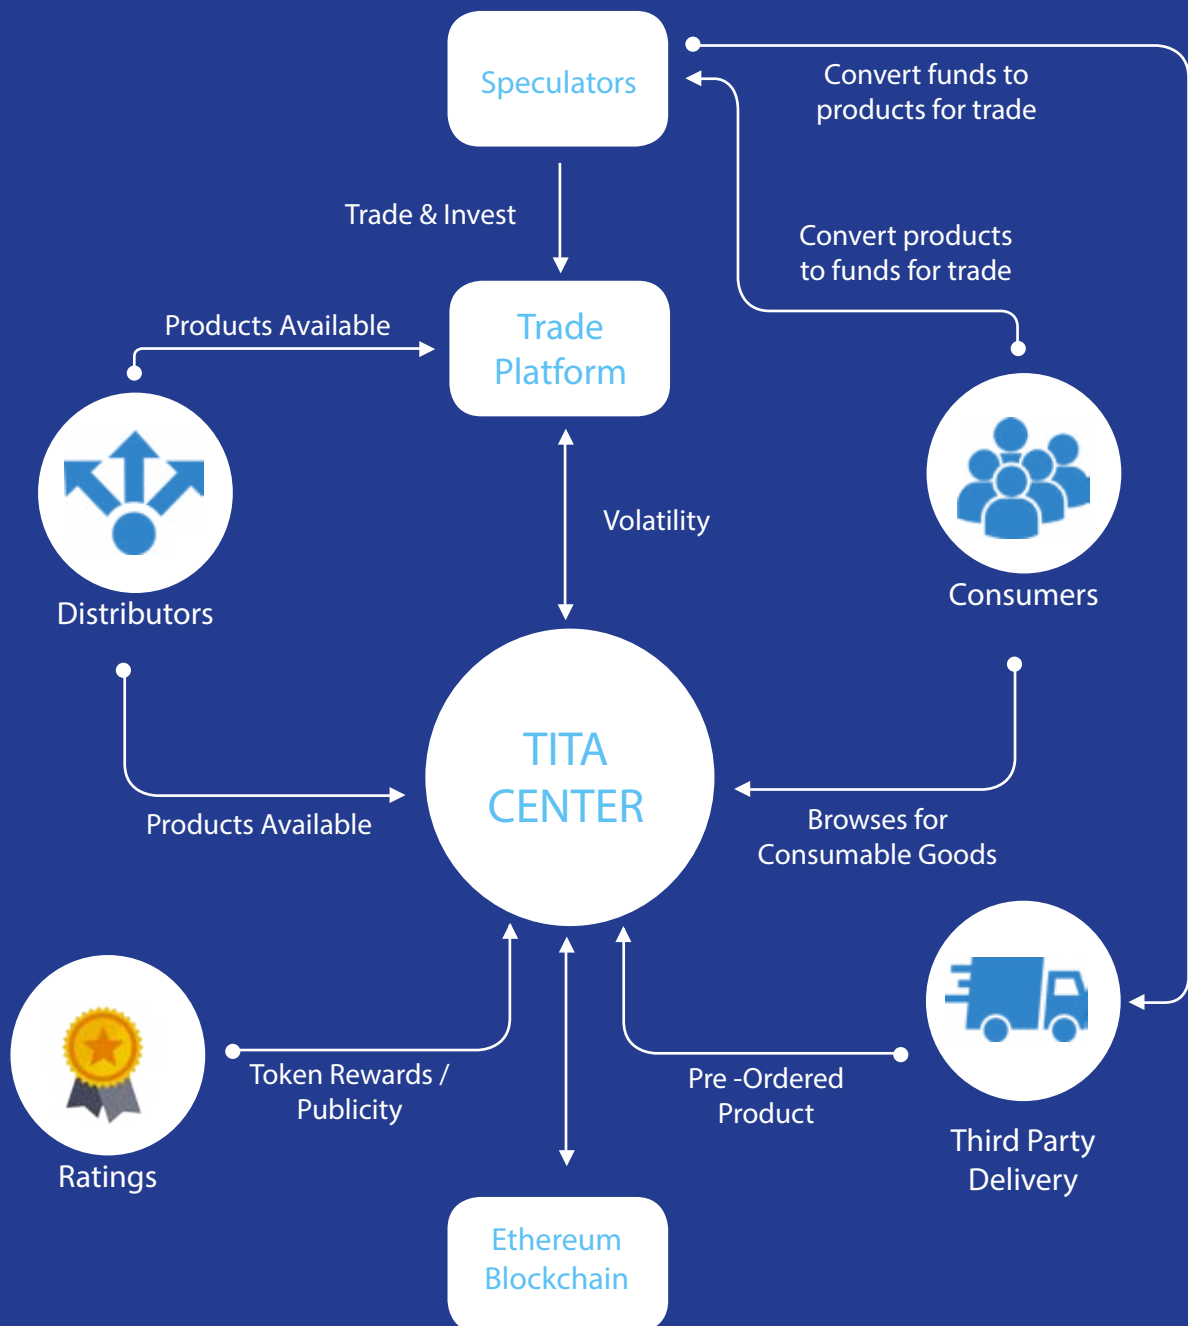 Speculators
Convert funds to
products for trade
Trade & Invest
Convert products
to funds for trade
Products Available
Trade
Platform
Volatility
Distributors
Consumers
TITA
CENTER
Products Available
Browses for
Consumable Goods
Token Rewards /
Publicity
Pre -Ordered
Product
Ratings
Third Party
Delivery
Ethereum
Blockchain